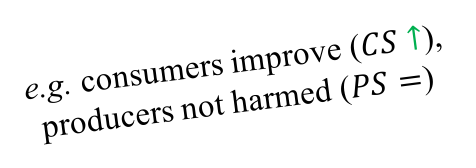 e.g. consumers improve (CS ↑),
producers not harmed (PS =)